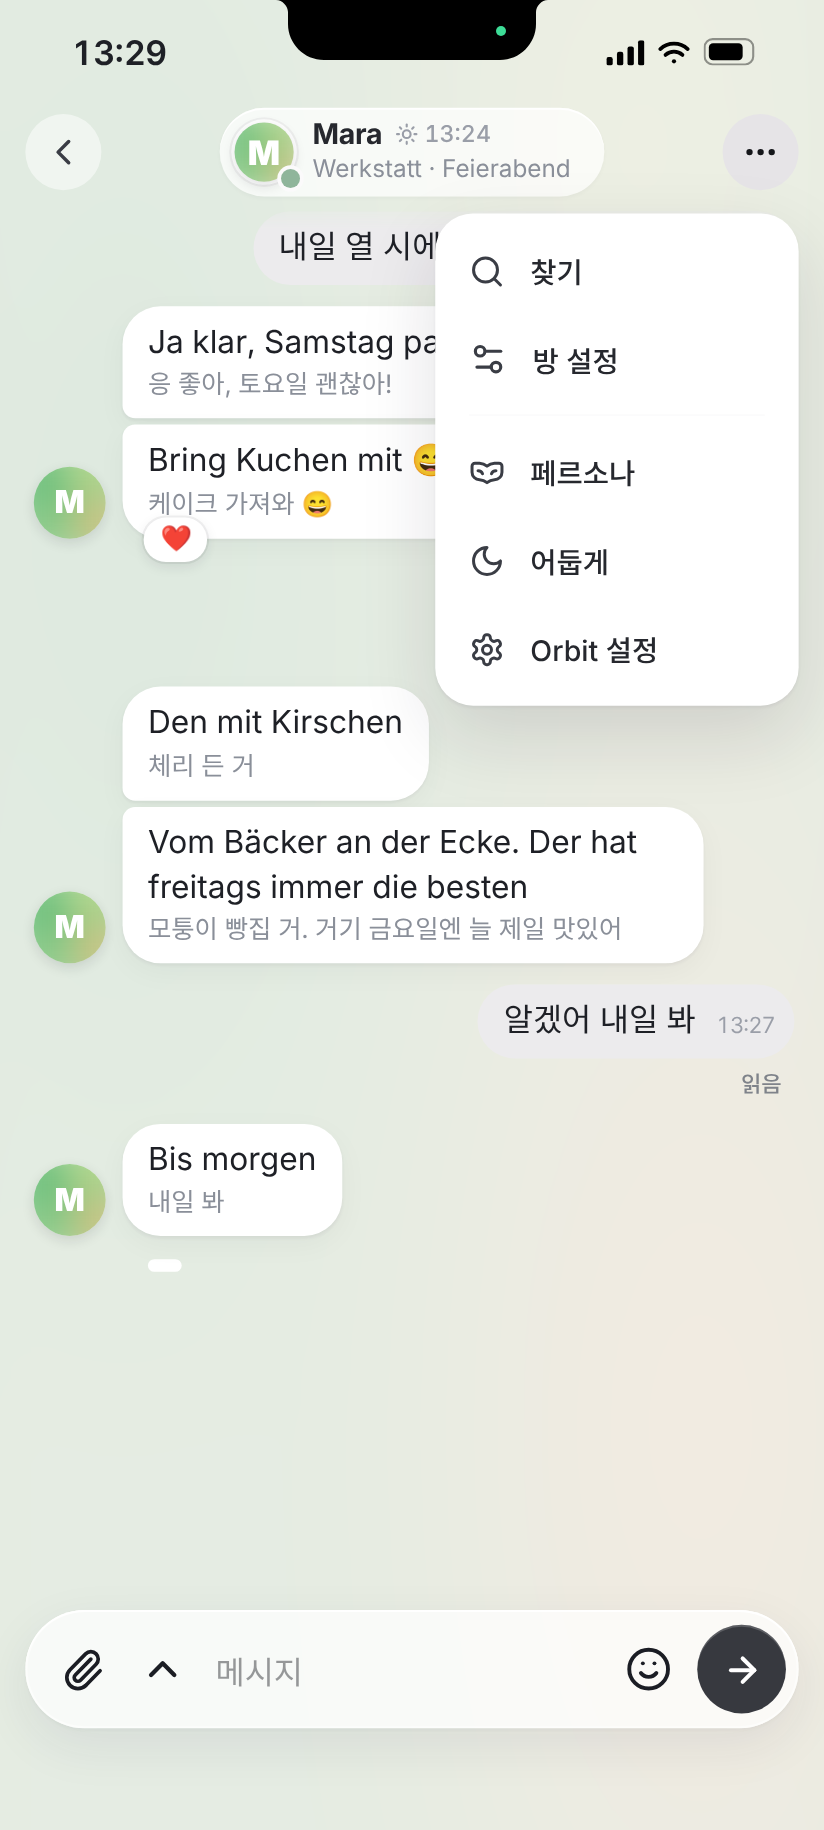 13:29
M
Mara 13:24
Werkstatt · Feierabend
내일 열 시에
찾기
방 설정
페르소나
어둡게
Orbit 설정
Ja klar, Samstag
응 좋아, 토요일 괜찮아!
Bring Kuchen mit 😄
케이크 가져와 😄
M
❤️
Den mit Kirschen
체리 든 거
Vom Bäcker an der Ecke. Der hat
freitags immer die besten
모퉁이 빵집 거. 거기 금요일엔 늘 제일 맛있어
M
알겠어 내일 봐 13:27
읽음
Bis morgen
내일 봐
M
메시지